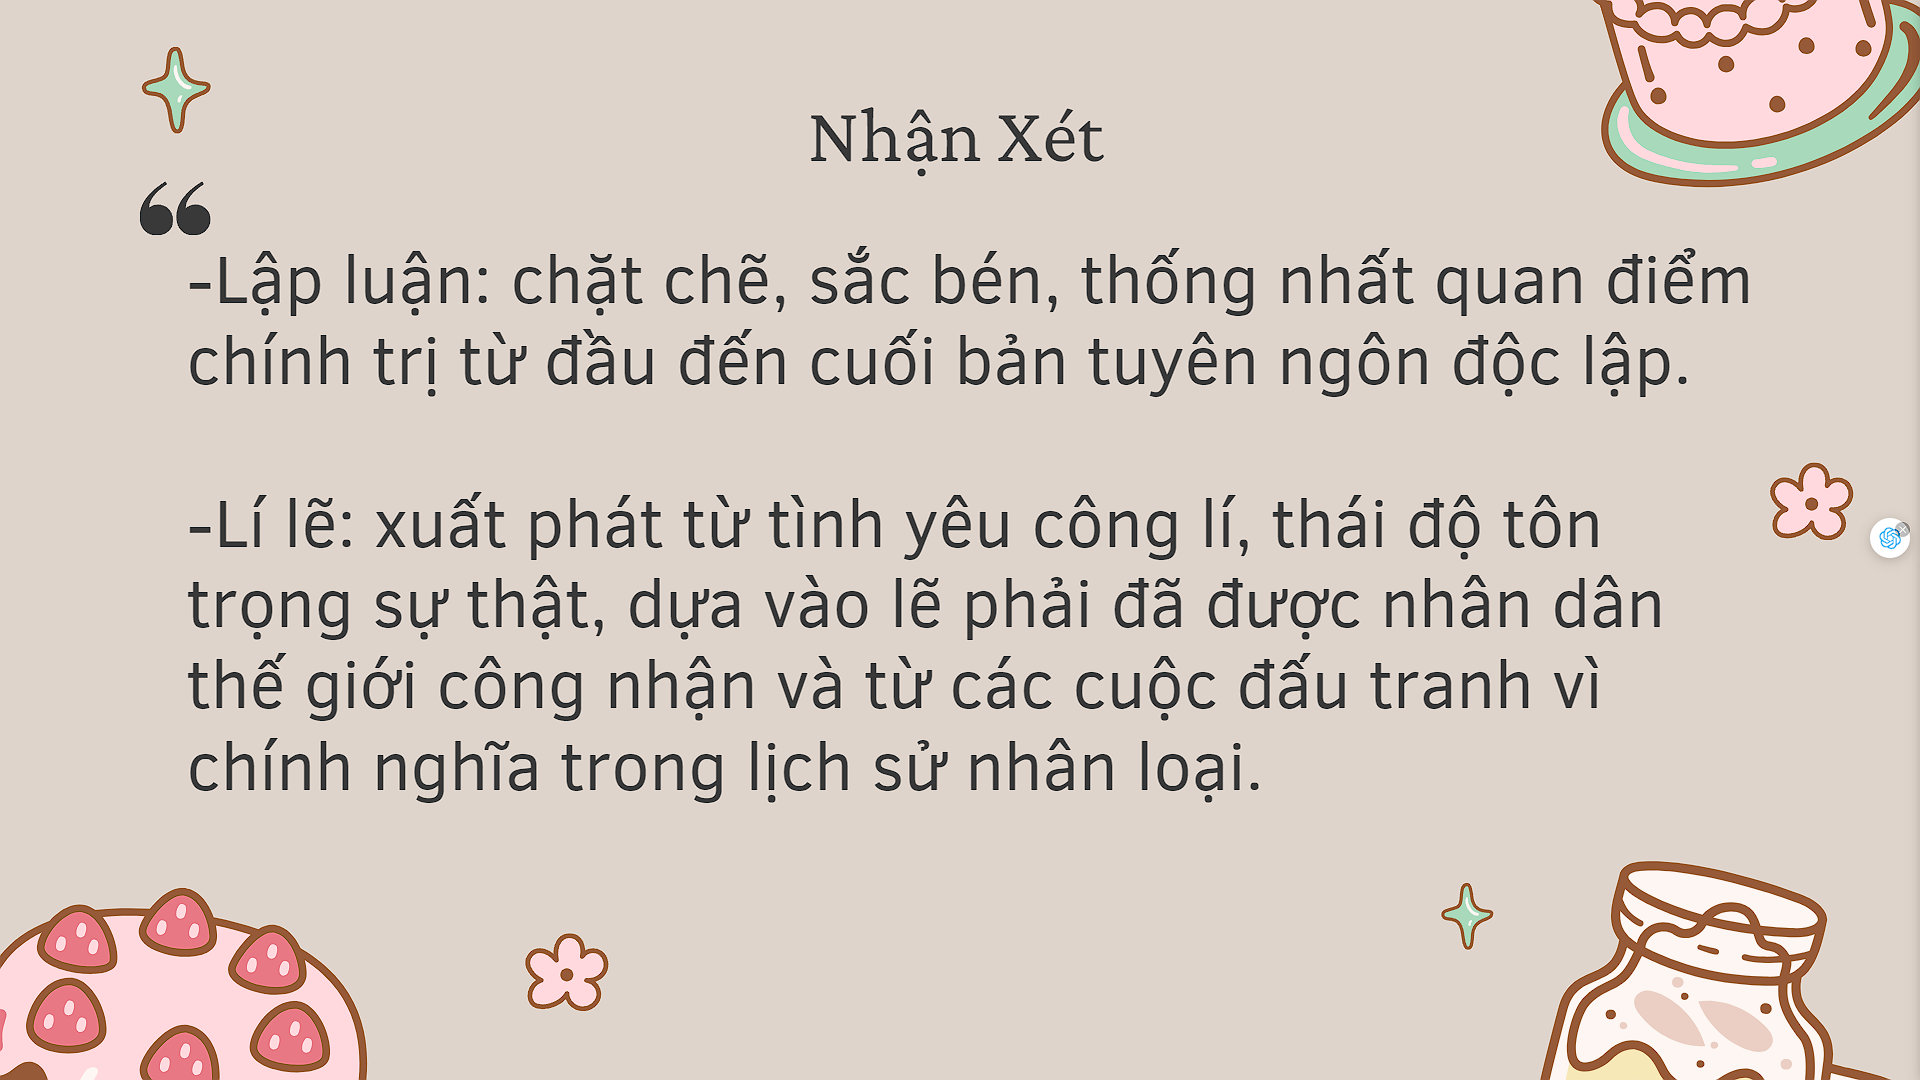 Nhận Xét
“
-Lập luận: chặt chẽ, sắc bén, thống nhất quan điểm
chính trị từ đầu đến cuối bản tuyên ngôn độc lập.
-Lí lẽ: xuất phát từ tình yêu công lí, thái độ tôn
trọng sự thật, dựa vào lẽ phải đã được nhân dân
thế giới công nhận và từ các cuộc đấu tranh vì
chính nghĩa trong lịch sử nhân loại.